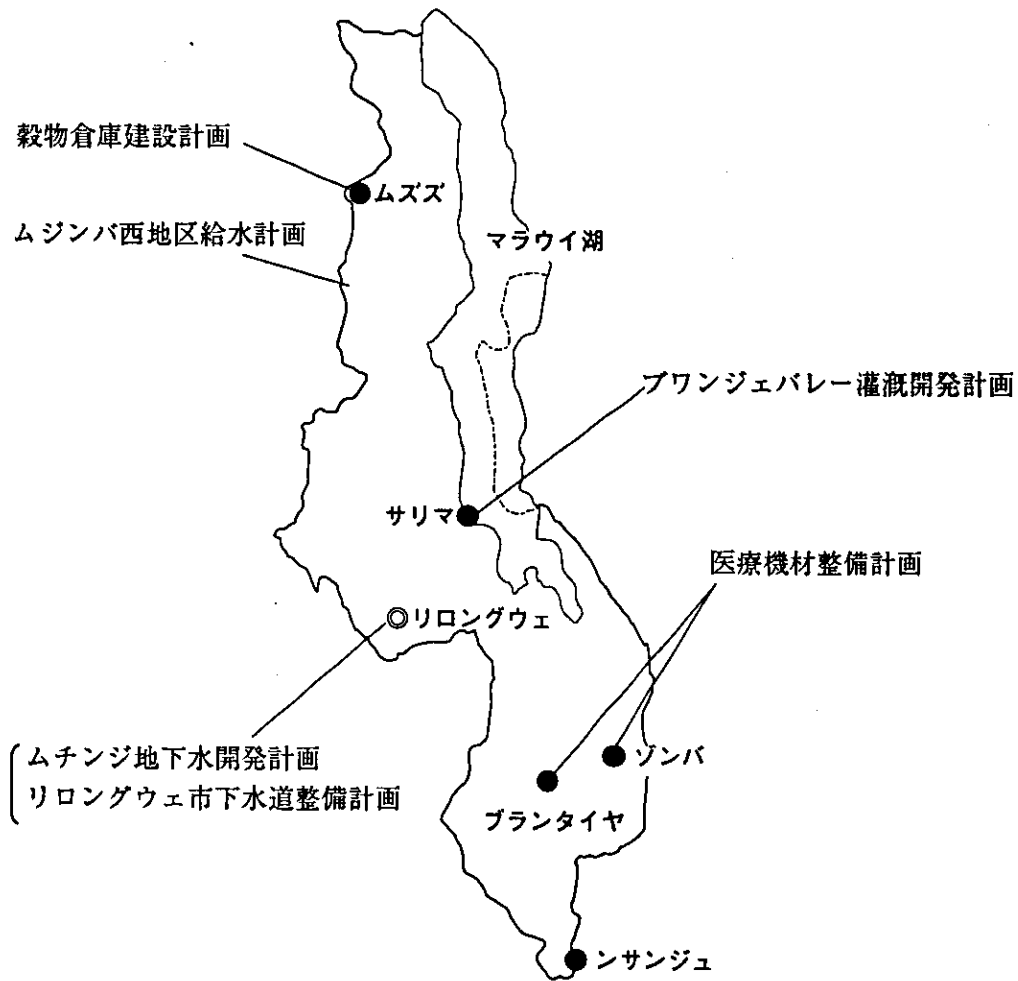 穀物倉庫建設計画
ムズズ
ムジンバ西地区給水計画
マラウイ湖
ブワンジェバレー灌漑開発計画
サリマ
医療機材整備計画
リロングウェ
ムチンジ地下水開発計画
リロングウェ市下水道整備計画
ゾンバ
ブランタイヤ
ンサンジュ